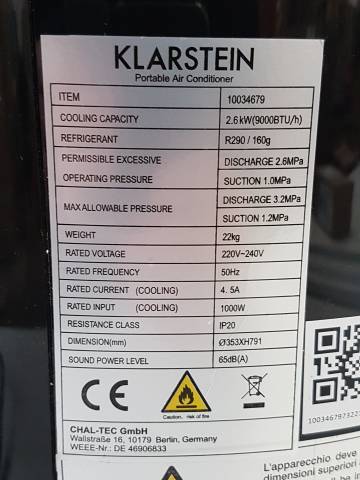 KLARSTEIN
Portable Air Conditioner
ITEM 10034679
COOLING CAPACITY 2.6kW(9000BTU/h)
REFRIGERANT R290 / 160g
PERMISSIBLE EXCESSIVE DISCHARGE 2.6MPa
OPERATING PRESSURE SUCTION 1.0MPa
MAX ALLOWABLE PRESSURE DISCHARGE 3.2MPa
SUCTION 1.2MPa
WEIGHT 22kg
RATED VOLTAGE 220V~240V
RATED FREQUENCY 50Hz
RATED CURRENT (COOLING) 4. 5A
RATED INPUT (COOLING) 1000W
RESISTANCE CLASS IP20
DIMENSION(mm) Ø353XH791
SOUND POWER LEVEL 65dB(A)
CE
Caution, risk of fire
CHAL-TEC GmbH
Wallstraße 16, 10179 Berlin, Germany
WEEE-Nr.: DE 46906833
L'apparecchio deve
dimensioni superiori